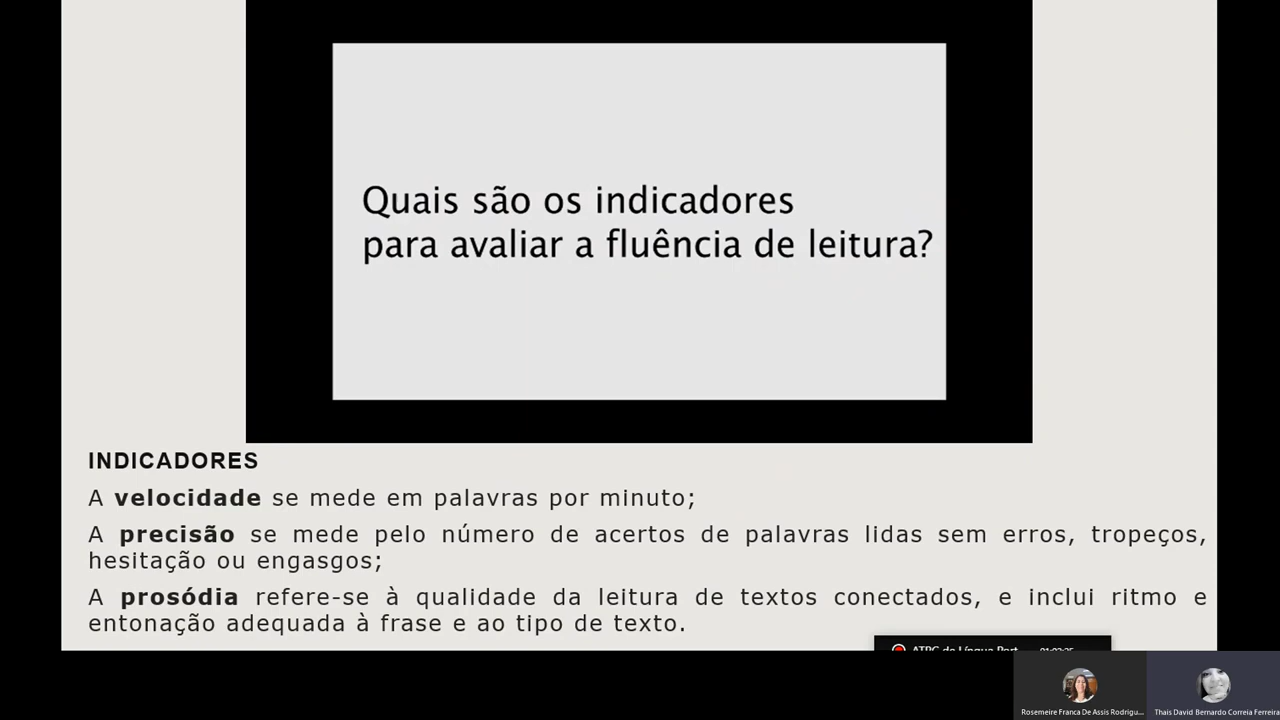 Quais são os indicadores
para avaliar a fluência de leitura?
INDICADORES
A velocidade se mede em palavras por minuto;
A precisão se mede pelo número de acertos de palavras lidas sem erros, tropeços,
hesitação ou engasgos;
A prosódia refere-se à qualidade da leitura de textos conectados, e inclui ritmo e
entonação adequada à frase e ao tipo de texto.
ATPC de Língua Port...
Rosemeire Franca De Assis Rodrigu...
Thais David Bernardo Correia Ferreira